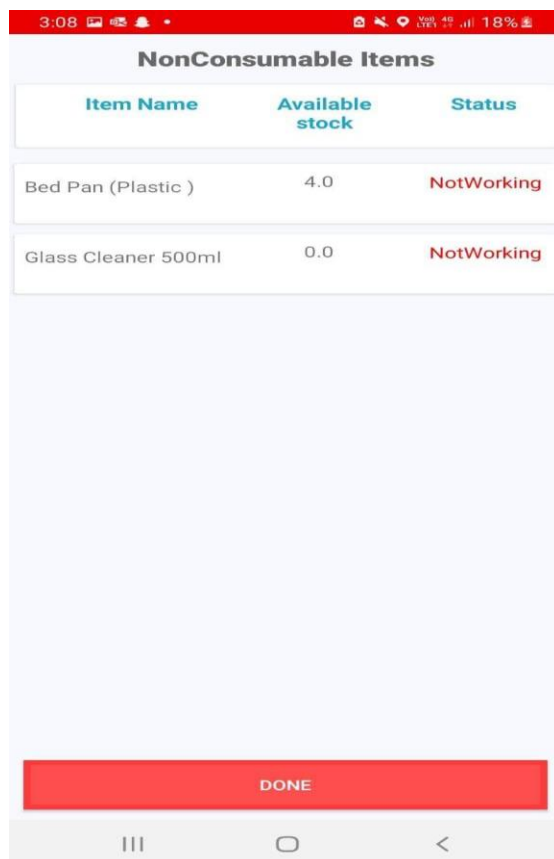 3:08 18%
NonConsumable Items
Item Name Available stock Status
Bed Pan (Plastic ) 4.0 NotWorking
Glass Cleaner 500ml 0.0 NotWorking
DONE